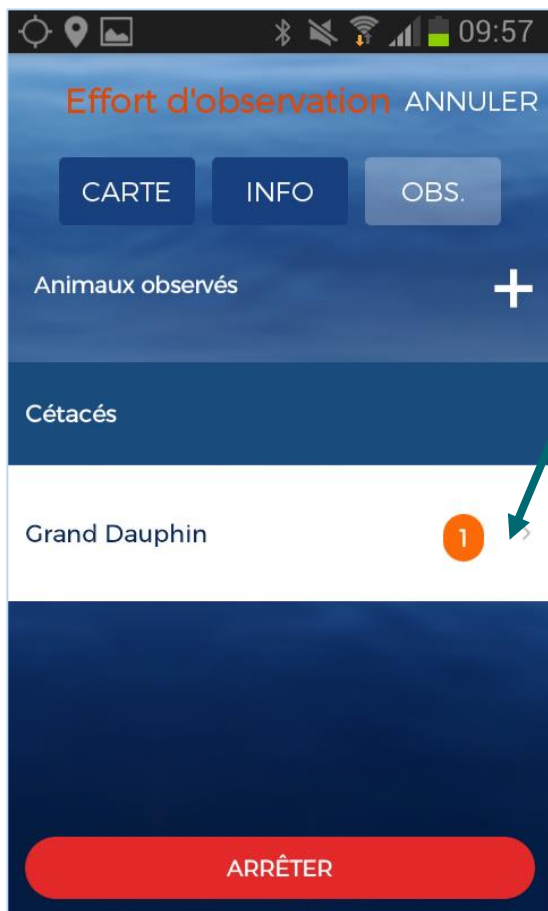 09:57
Effort d'observation ANNULER
CARTE INFO OBS.
Animaux observés +
Cétacés
Grand Dauphin 1 >
ARRÊTER